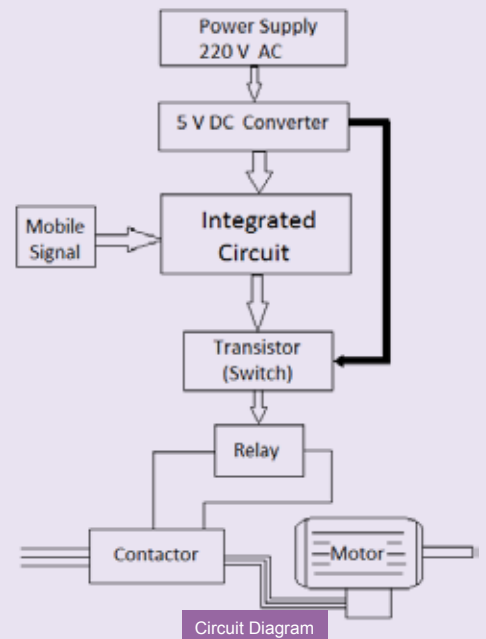 Power Supply
220 V AC
5 V DC Converter
Integrated
Circuit
Mobile
Signal
Transistor
(Switch)
Relay
Contactor
Motor
Circuit Diagram